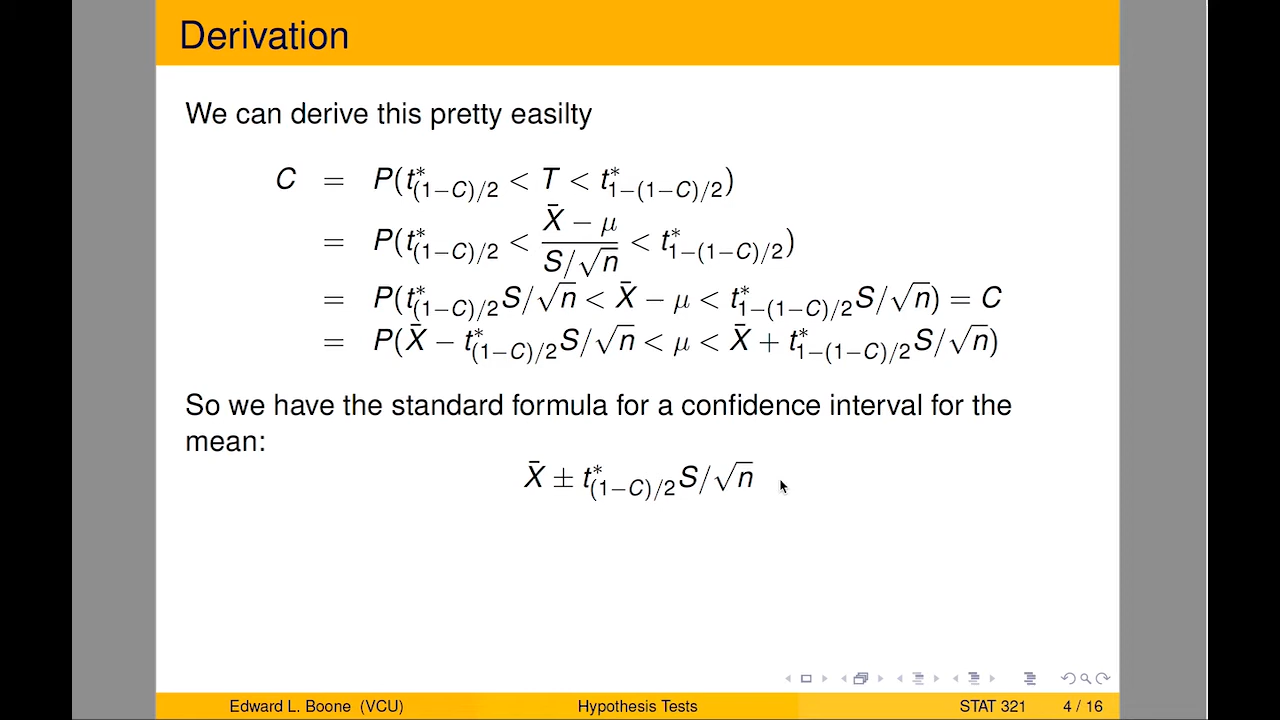 Derivation
We can derive this pretty easilty
C = P(t*_{(1−C)/2} < T < t*_{1−(1−C)/2})
= P(t*_{(1−C)/2} < \frac{X̄ − μ}{S/√n} < t*_{1−(1−C)/2})
= P(t*_{(1−C)/2}S/√n < X̄ − μ < t*_{1−(1−C)/2}S/√n) = C
= P(X̄ − t*_{(1−C)/2}S/√n < μ < X̄ + t*_{1−(1−C)/2}S/√n)
So we have the standard formula for a confidence interval for the
mean:
X̄ ± t*_{(1−C)/2}S/√n
Edward L. Boone (VCU) Hypothesis Tests STAT 321 4 / 16